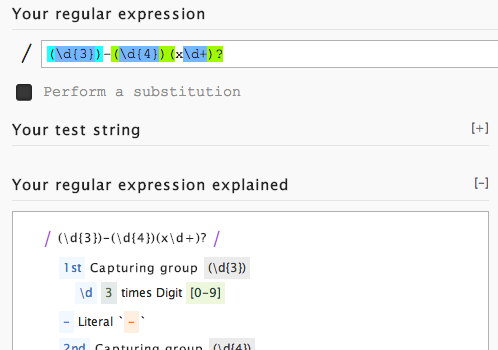 Your regular expression
/ (\d{3})-(\d{4})(x\d+)?
Perform a substitution
Your test string [+]
Your regular expression explained [-]
/ (\d{3})-(\d{4})(x\d+)? /
1st Capturing group (\d{3})
\d 3 times Digit [0-9]
- Literal `-`
2nd Capturing group (\d{4})